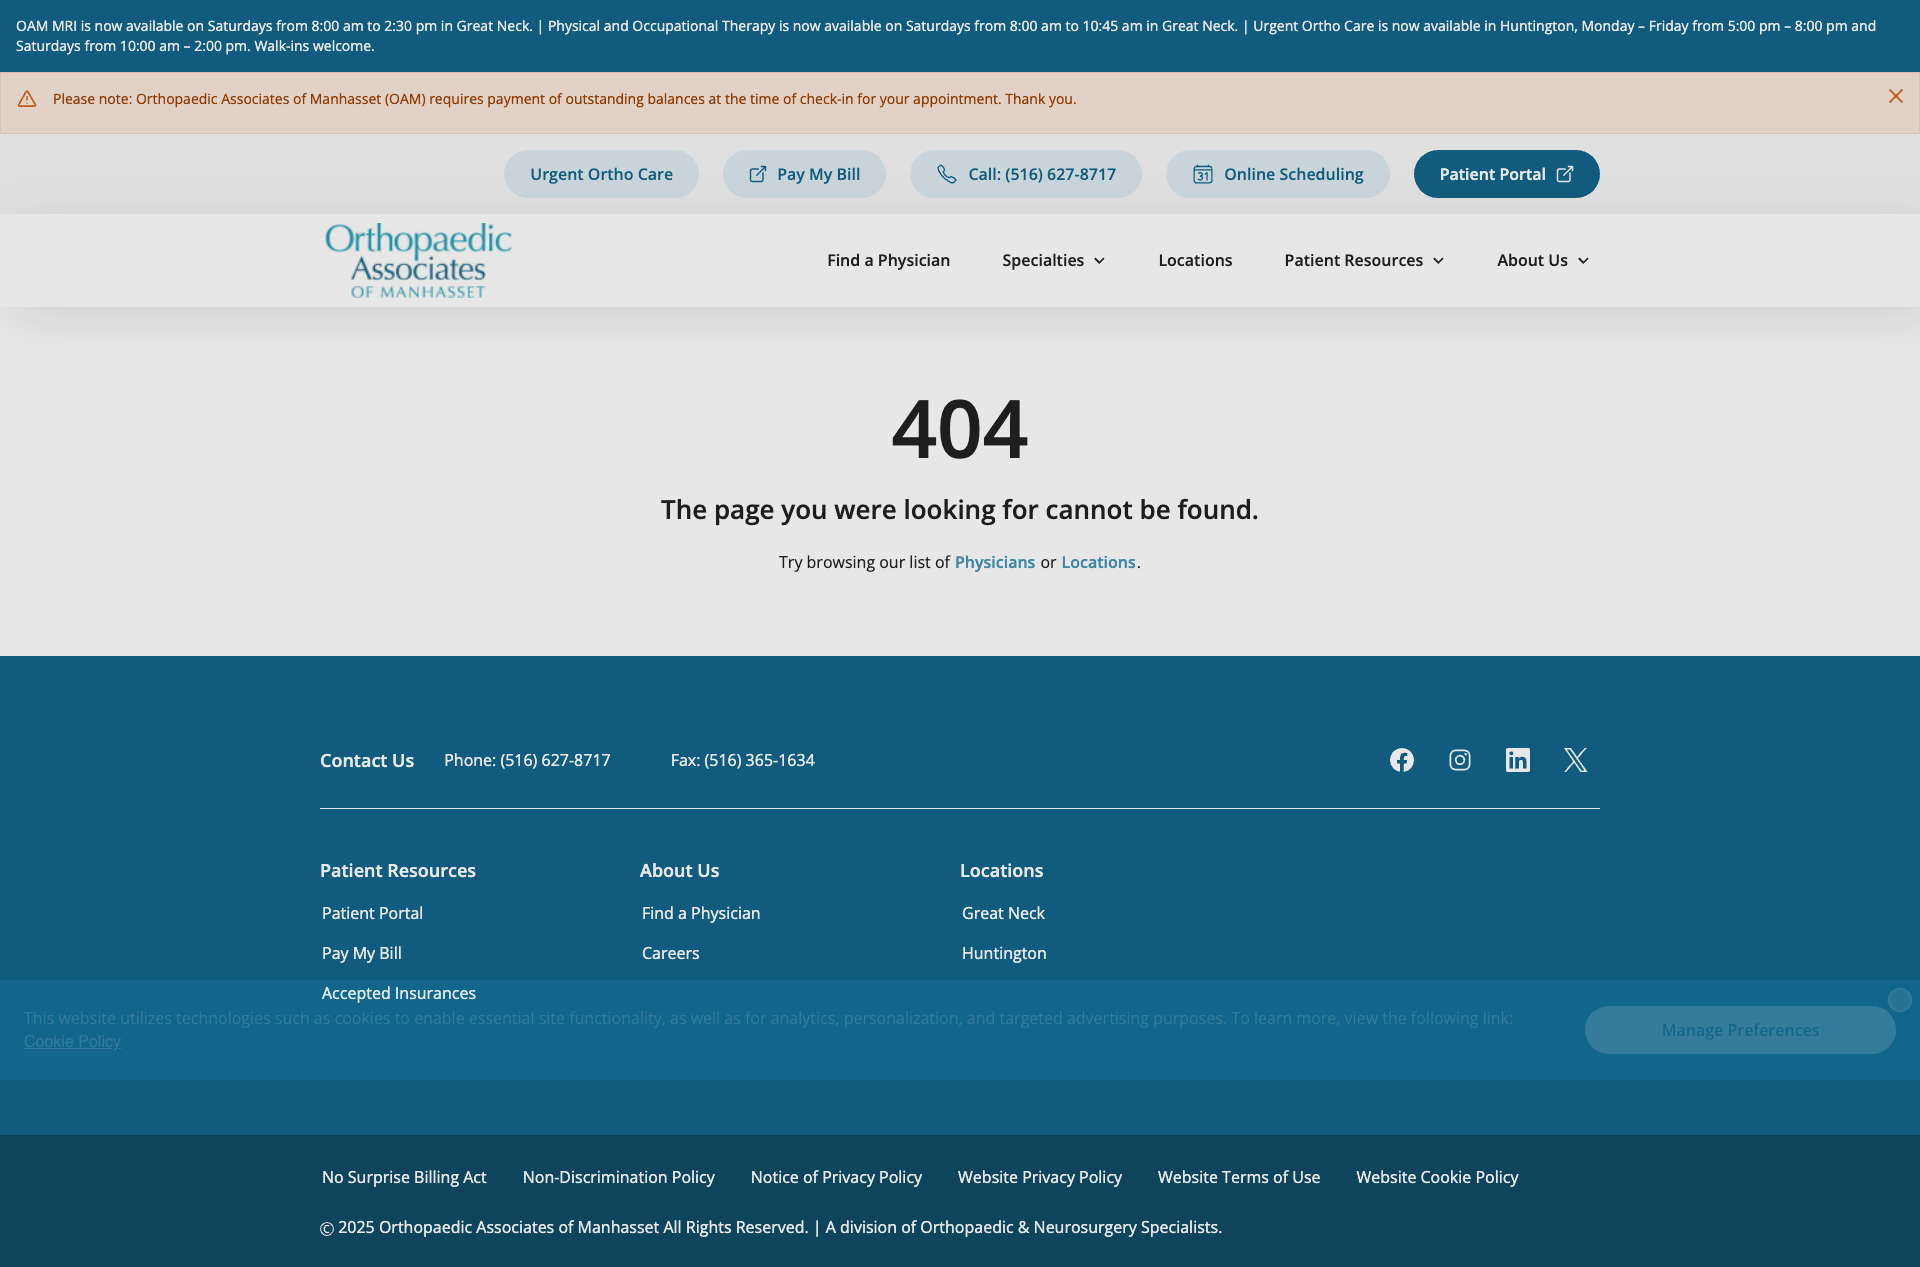 OAM MRI is now available on Saturdays from 8:00 am to 2:30 pm in Great Neck. | Physical and Occupational Therapy is now available on Saturdays from 8:00 am to 10:45 am in Great Neck. | Urgent Ortho Care is now available in Huntington, Monday – Friday from 5:00 pm – 8:00 pm and
Saturdays from 10:00 am – 2:00 pm. Walk-ins welcome.
Please note: Orthopaedic Associates of Manhasset (OAM) requires payment of outstanding balances at the time of check-in for your appointment. Thank you.
Urgent Ortho Care
Pay My Bill
Call: (516) 627-8717
31
Online Scheduling
Patient Portal
Orthopaedic
Associates
OF MANHASSET
Find a Physician
Specialties
Locations
Patient Resources
About Us
404
The page you were looking for cannot be found.
Try browsing our list of Physicians or Locations.
Contact Us
Phone: (516) 627-8717
Fax: (516) 365-1634
Patient Resources
Patient Portal
Pay My Bill
Accepted Insurances
About Us
Find a Physician
Careers
Locations
Great Neck
Huntington
This website utilizes technologies such as cookies to enable essential site functionality, as well as for analytics, personalization, and targeted advertising purposes. To learn more, view the following link:
Cookie Policy
Manage Preferences
No Surprise Billing Act
Non-Discrimination Policy
Notice of Privacy Policy
Website Privacy Policy
Website Terms of Use
Website Cookie Policy
© 2025 Orthopaedic Associates of Manhasset All Rights Reserved. | A division of Orthopaedic & Neurosurgery Specialists.